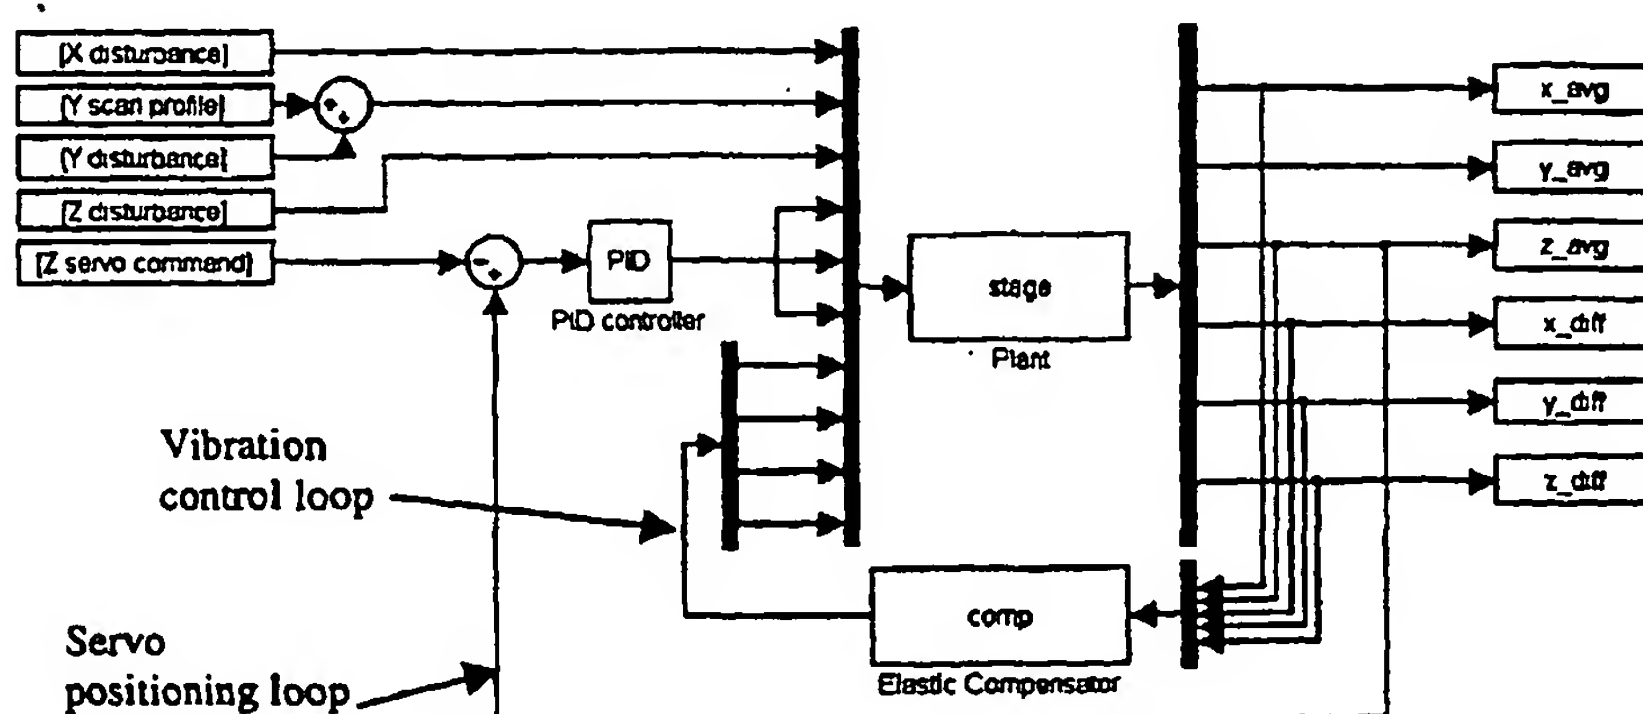 [X disturbance]
[Y scan profile]
[Y disturbance]
[Z disturbance]
[Z servo command]
PID
PID controller
stage
Plant
x_avg
y_avg
z_avg
x_diff
y_diff
z_diff
Vibration
control loop
comp
Elastic Compensator
Servo
positioning loop